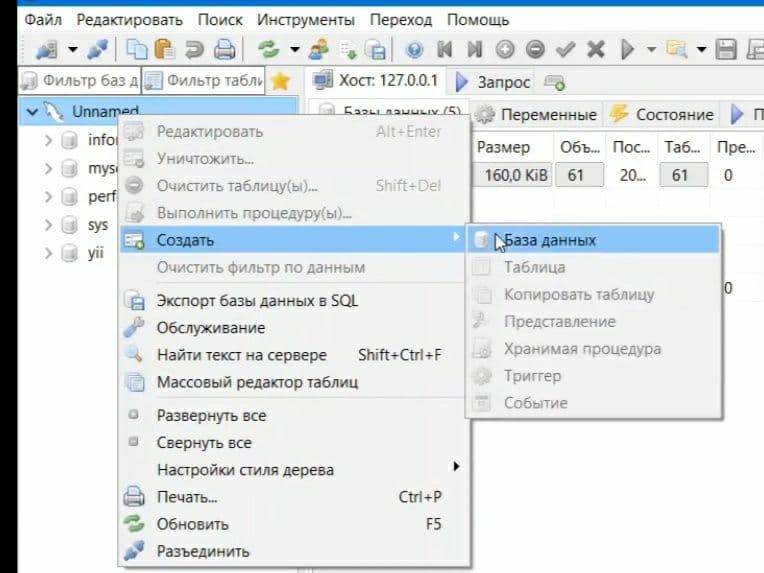 Файл Редактировать Поиск Инструменты Переход Помощь
Фильтр баз д Фильтр табли Хост: 127.0.0.1 Запрос
Unnamed Базы данных (5) Переменные Состояние П
Размер Объ... Пос... Таб... Пре...
160,0 KiB 61 20... 61 0
0
infor
myso
perfo
sys
yii
Редактировать Alt+Enter
Уничтожить...
Очистить таблицу(ы)... Shift+Del
Выполнить процедуру(ы)...
Создать
Очистить фильтр по данным
Экспорт базы данных в SQL
Обслуживание
Найти текст на сервере Shift+Ctrl+F
Массовый редактор таблиц
Развернуть все
Свернуть все
Настройки стиля дерева
Печать... Ctrl+P
Обновить F5
Разъединить
База данных
Таблица
Копировать таблицу
Представление
Хранимая процедура
Триггер
Событие